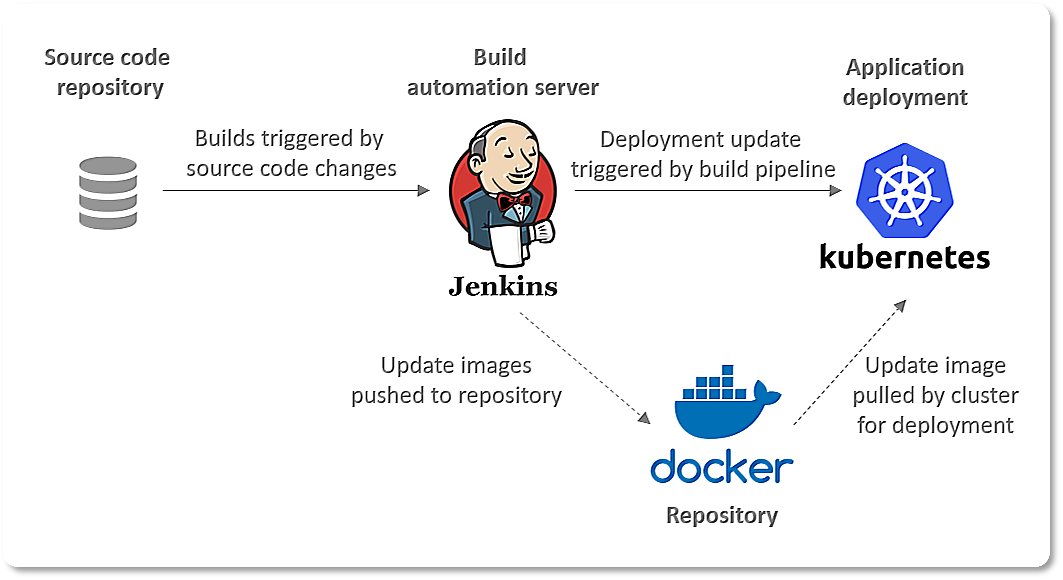 Source code
repository
Build
automation server
Application
deployment
Builds triggered by
source code changes
Deployment update
triggered by build pipeline
Jenkins
kubernetes
Update images
pushed to repository
docker
Repository
Update image
pulled by cluster
for deployment